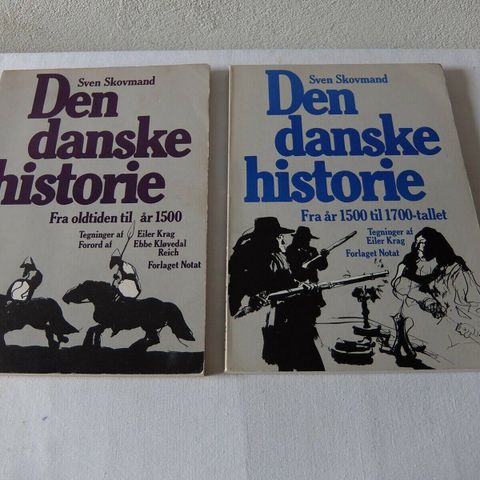 Sven Skovmand
Den
danske
historie
Fra oldtiden til år 1500
Tegninger af Eiler Krag
Forord af Ebbe Kløvedal
Reich
Forlaget Notat
Sven Skovmand
Den
danske
historie
Fra år 1500 til 1700-tallet
Tegninger af
Eiler Krag
Forlaget Notat